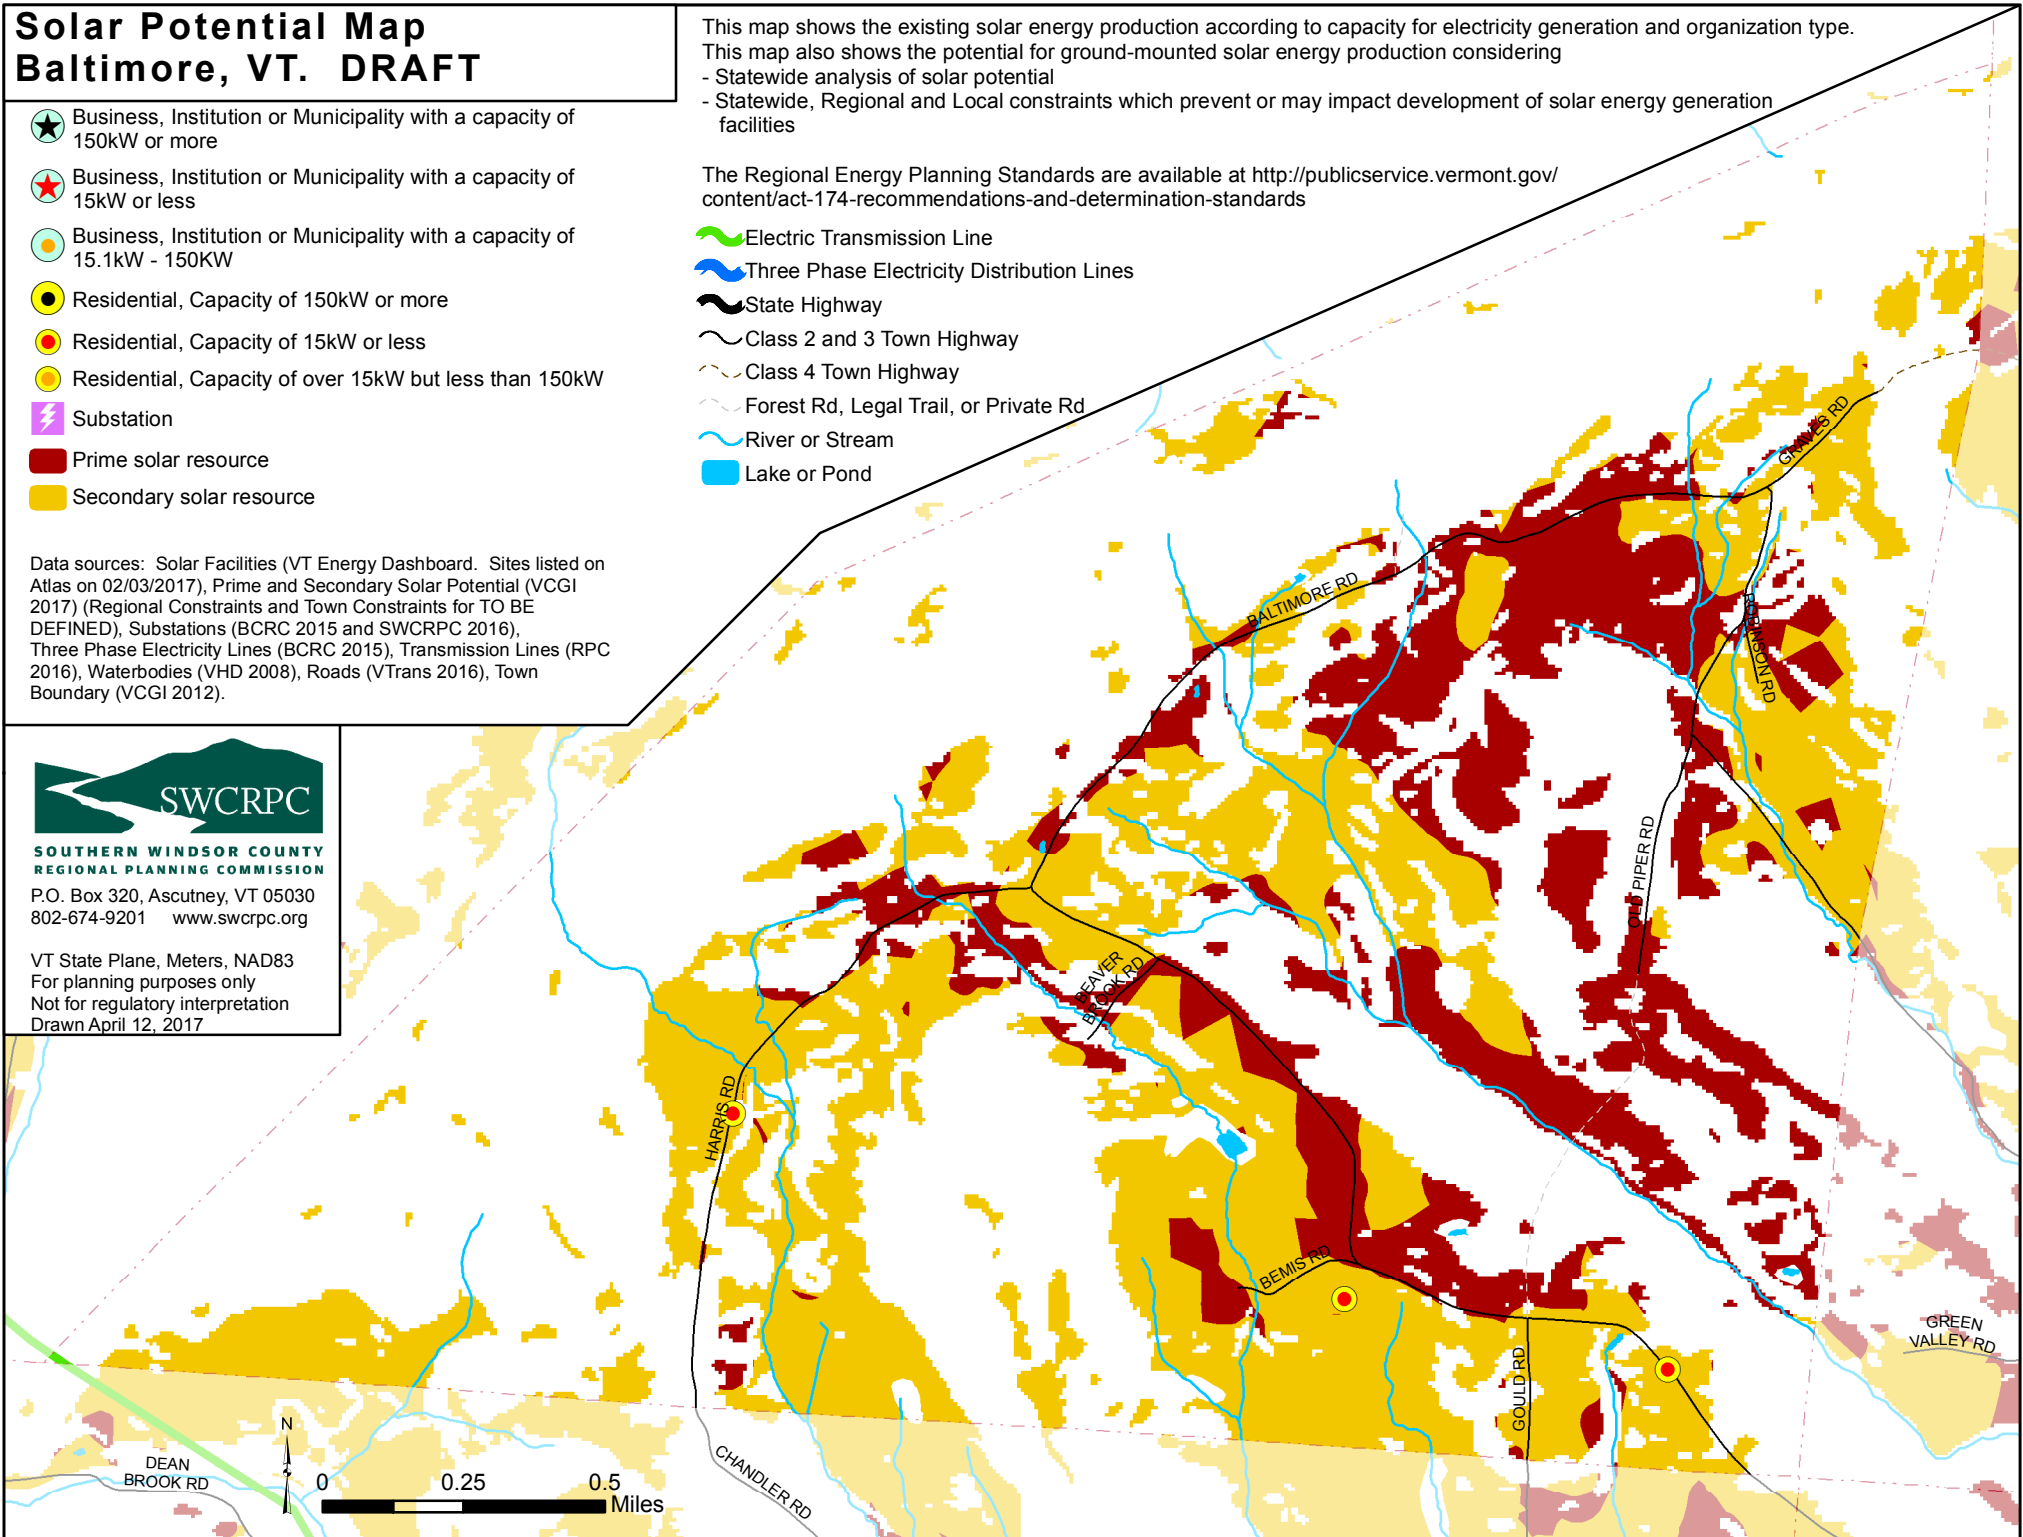 Solar Potential Map
Baltimore, VT.  DRAFT
Business, Institution or Municipality with a capacity of
150kW or more
Business, Institution or Municipality with a capacity of
15kW or less
Business, Institution or Municipality with a capacity of
15.1kW - 150KW
Residential, Capacity of 150kW or more
Residential, Capacity of 15kW or less
Residential, Capacity of over 15kW but less than 150kW
Substation
Prime solar resource
Secondary solar resource
Data sources:  Solar Facilities (VT Energy Dashboard.  Sites listed on
Atlas on 02/03/2017), Prime and Secondary Solar Potential (VCGI
2017) (Regional Constraints and Town Constraints for TO BE
DEFINED), Substations (BCRC 2015 and SWCRPC 2016),
Three Phase Electricity Lines (BCRC 2015), Transmission Lines (RPC
2016), Waterbodies (VHD 2008), Roads (VTrans 2016), Town
Boundary (VCGI 2012).
This map shows the existing solar energy production according to capacity for electricity generation and organization type.
This map also shows the potential for ground-mounted solar energy production considering
- Statewide analysis of solar potential
- Statewide, Regional and Local constraints which prevent or may impact development of solar energy generation
facilities
The Regional Energy Planning Standards are available at http://publicservice.vermont.gov/
content/act-174-recommendations-and-determination-standards
Electric Transmission Line
Three Phase Electricity Distribution Lines
State Highway
Class 2 and 3 Town Highway
Class 4 Town Highway
Forest Rd, Legal Trail, or Private Rd
River or Stream
Lake or Pond
SWCRPC
SOUTHERN WINDSOR COUNTY
REGIONAL PLANNING COMMISSION
P.O. Box 320, Ascutney, VT 05030
802-674-9201    www.swcrpc.org
VT State Plane, Meters, NAD83
For planning purposes only
Not for regulatory interpretation
Drawn April 12, 2017
GRAVES RD
BALTIMORE RD
ROBINSON RD
OLD PIPER RD
BEAVER
BROOK RD
HARRIS RD
BEMIS RD
GOULD RD
GREEN
VALLEY RD
CHANDLER RD
DEAN
BROOK RD
N
0 0.25 0.5
Miles